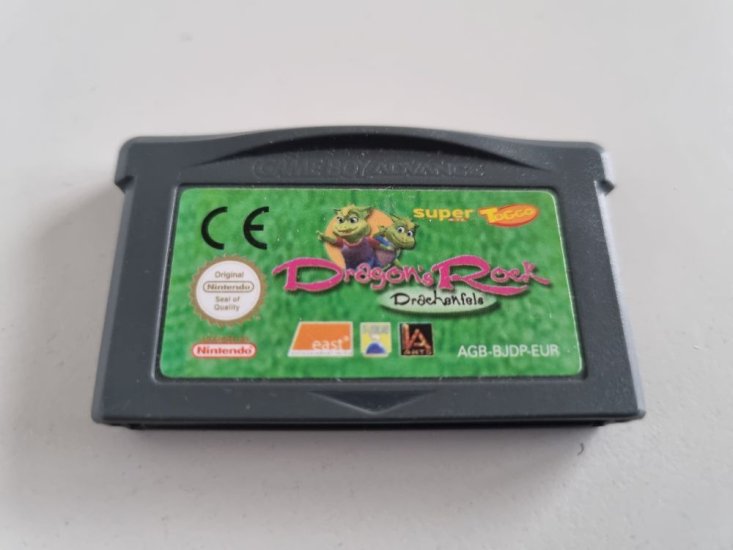 GAME BOY ADVANCE
CE
super TOGGO
Original
Nintendo
Seal of
Quality
Dragon's Rock
Drachenfels
Nintendo
east
ANTS
AGB-BJDP-EUR